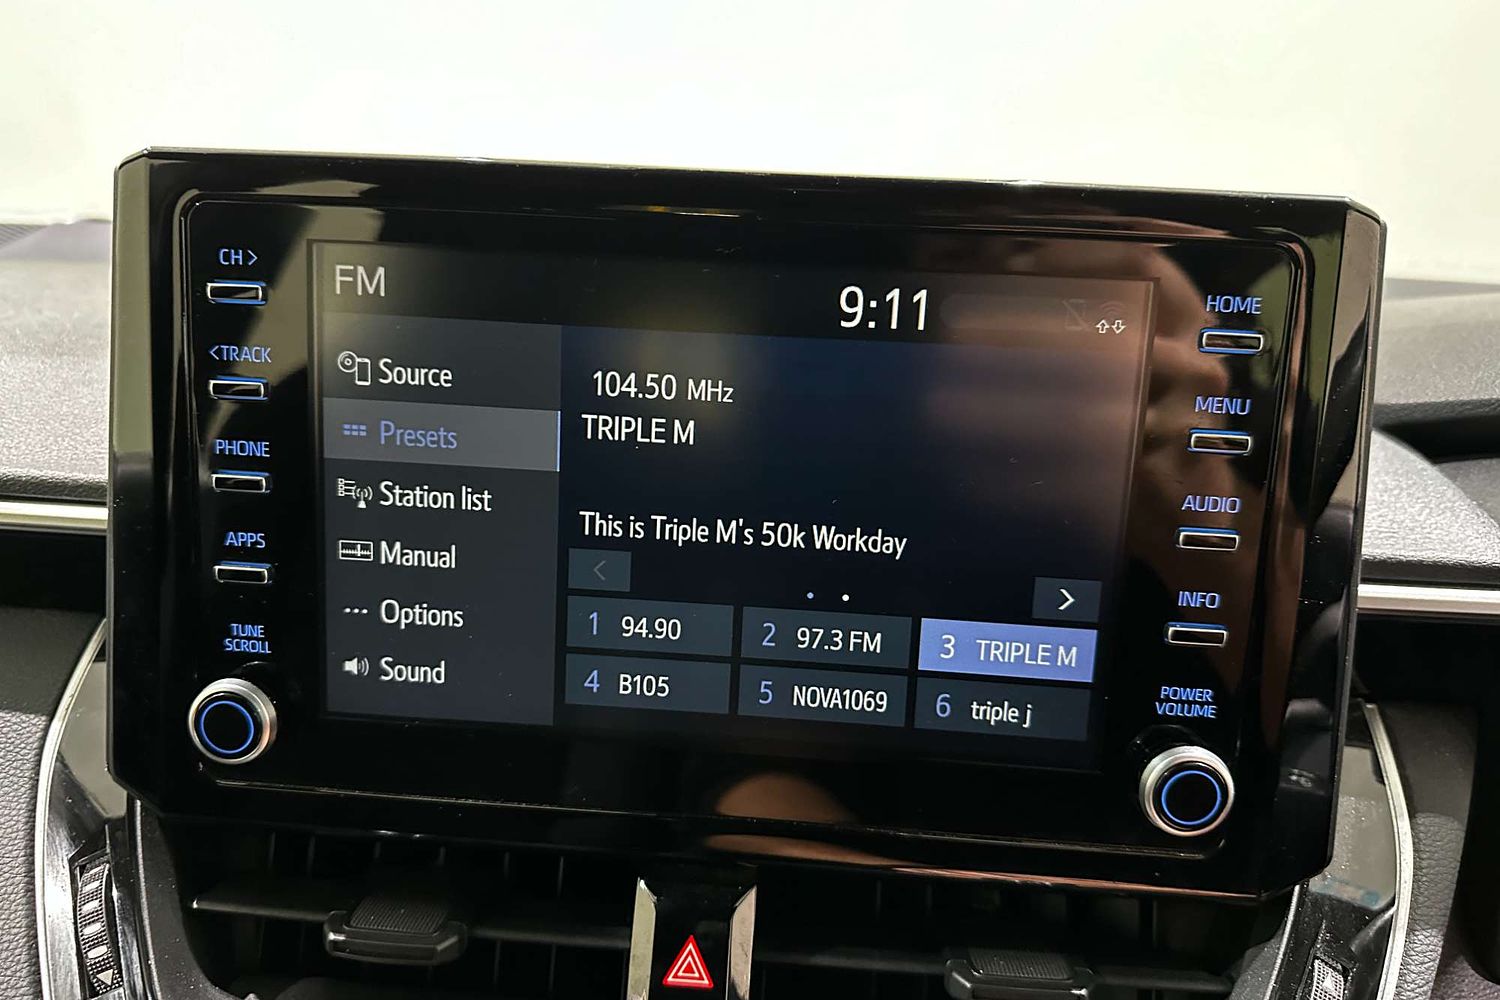 CH>
<TRACK
PHONE
APPS
TUNE
SCROLL
FM
9:11
Source
Presets
Station list
Manual
Options
Sound
104.50 MHz
TRIPLE M
This is Triple M's 50k Workday
<
>
1 94.90
2 97.3 FM
3 TRIPLE M
4 B105
5 NOVA1069
6 triple j
HOME
MENU
AUDIO
INFO
POWER
VOLUME